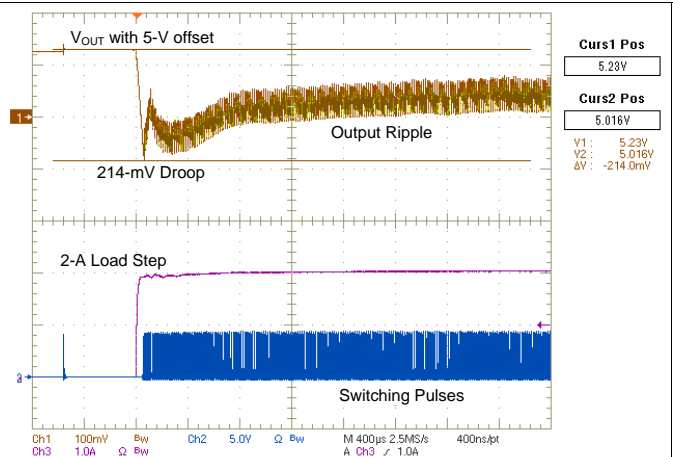 VOUT with 5-V offset
Curs1 Pos
5.23V
Curs2 Pos
5.016V
V1: 5.23V
V2: 5.016V
ΔV: -214.0mV
1
Output Ripple
214-mV Droop
2-A Load Step
Switching Pulses
Ch1 100mV BW Ch2 5.0V Ω BW M 400µs 2.5MS/s 400ns/pt
Ch3 1.0A Ω BW A Ch3 / 1.0A